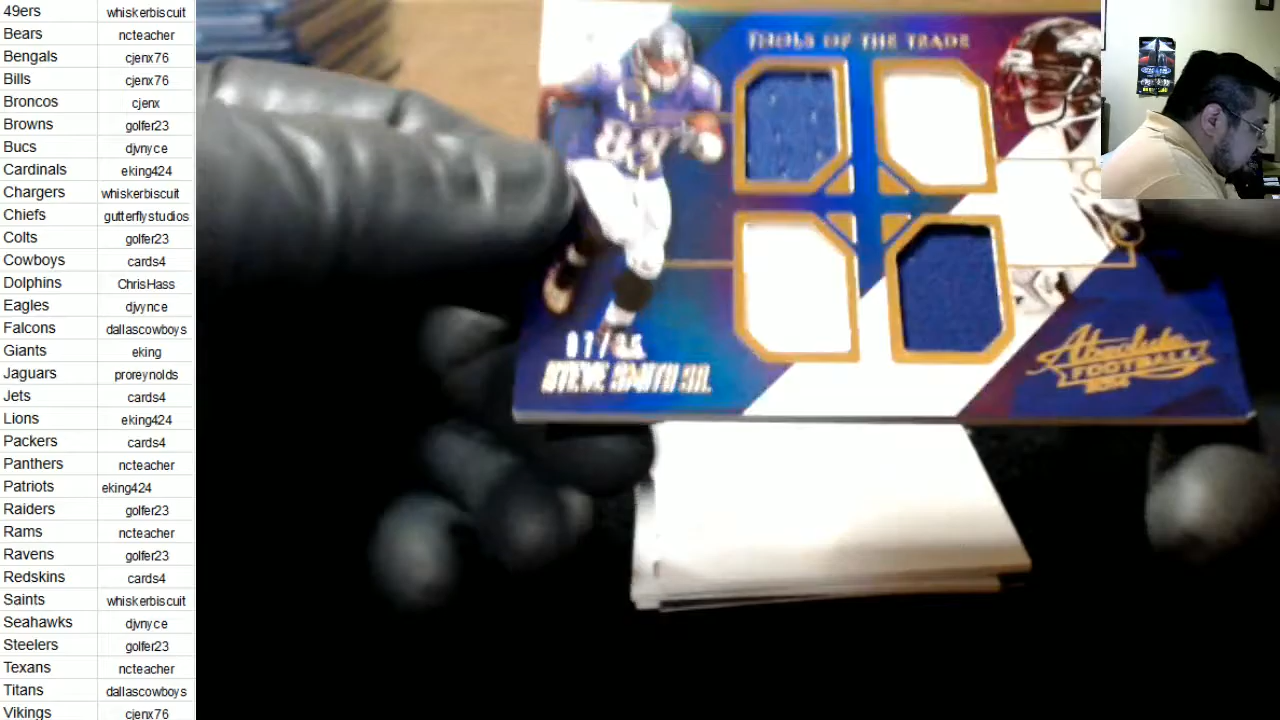 49ers whiskerbiscuit
Bears ncteacher
Bengals cjenx76
Bills cjenx76
Broncos cjenx
Browns golfer23
Bucs djvnyce
Cardinals eking424
Chargers whiskerbiscuit
Chiefs gutterflystudios
Colts golfer23
Cowboys cards4
Dolphins ChrisHass
Eagles djvynce
Falcons dallascowboys
Giants eking
Jaguars proreynolds
Jets cards4
Lions eking424
Packers cards4
Panthers ncteacher
Patriots eking424
Raiders golfer23
Rams ncteacher
Ravens golfer23
Redskins cards4
Saints whiskerbiscuit
Seahawks djvnyce
Steelers golfer23
Texans ncteacher
Titans dallascowboys
Vikings cjenx76
TOOLS OF THE TRADE
89
STEVE SMITH SR.
Absolute
FOOTBALL
2014